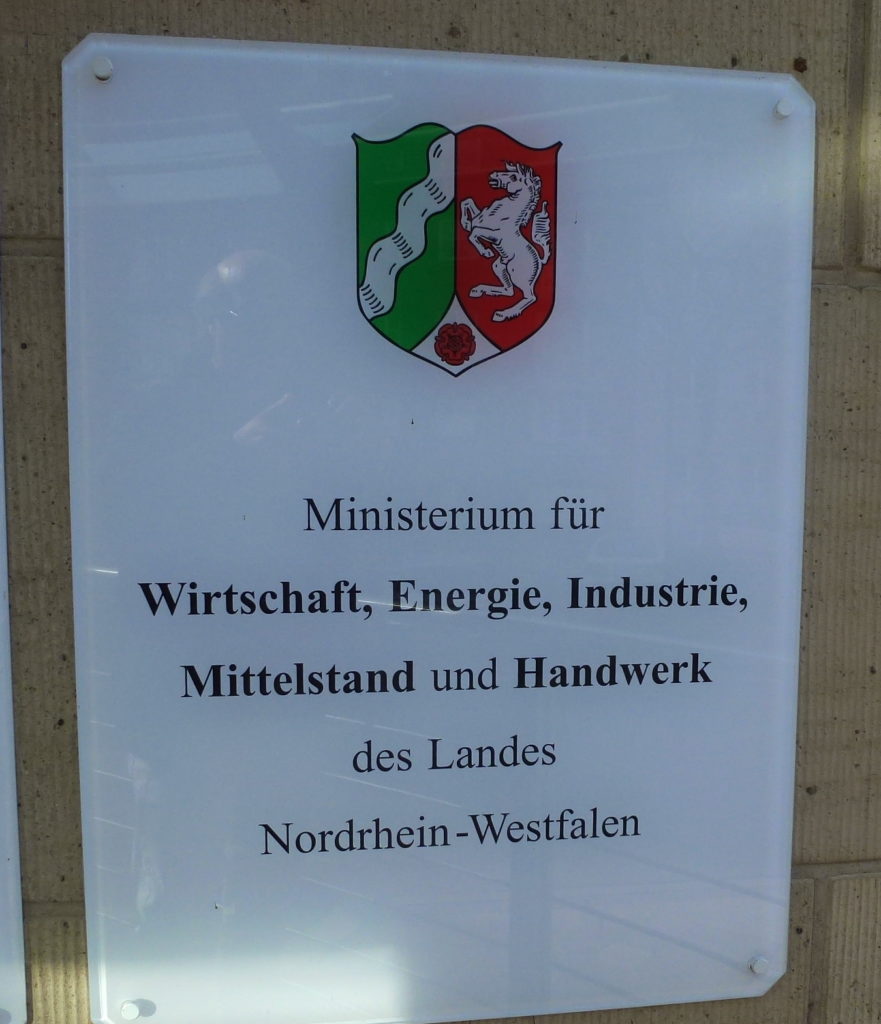 Ministerium für
Wirtschaft, Energie, Industrie,
Mittelstand und Handwerk
des Landes
Nordrhein-Westfalen